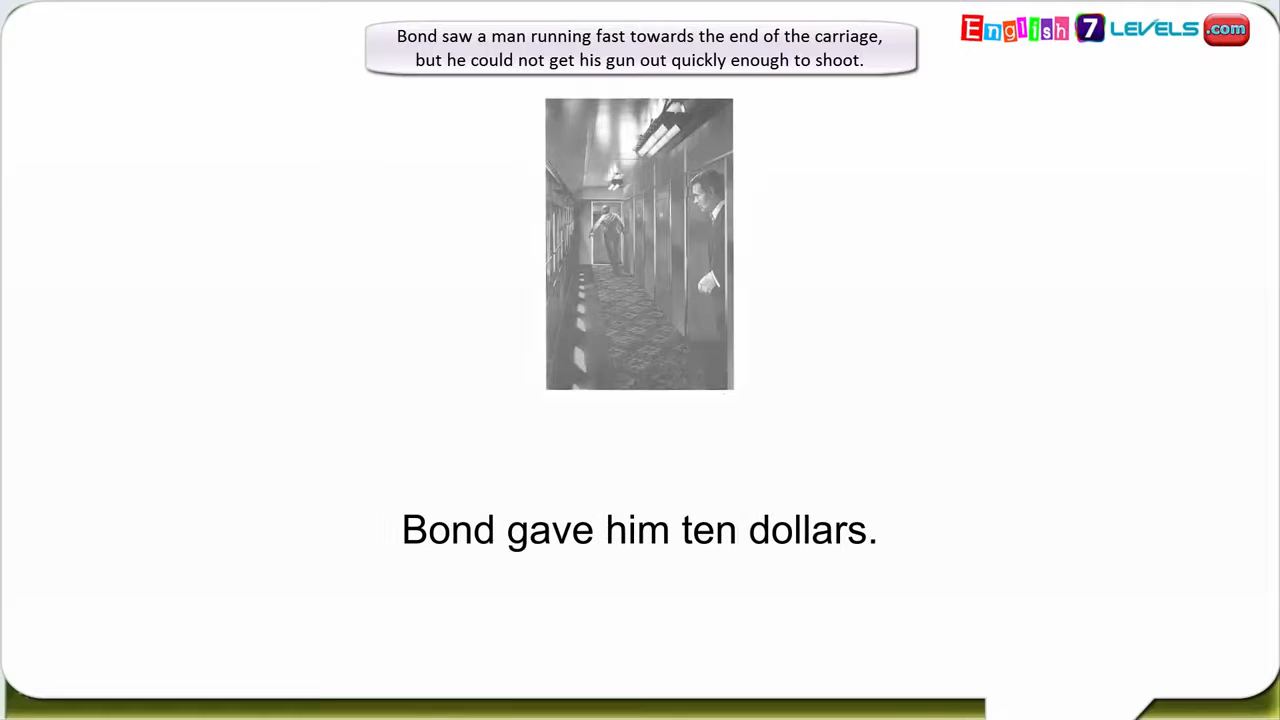 Bond saw a man running fast towards the end of the carriage,
but he could not get his gun out quickly enough to shoot.
English 7 LEVELS .com
Bond gave him ten dollars.